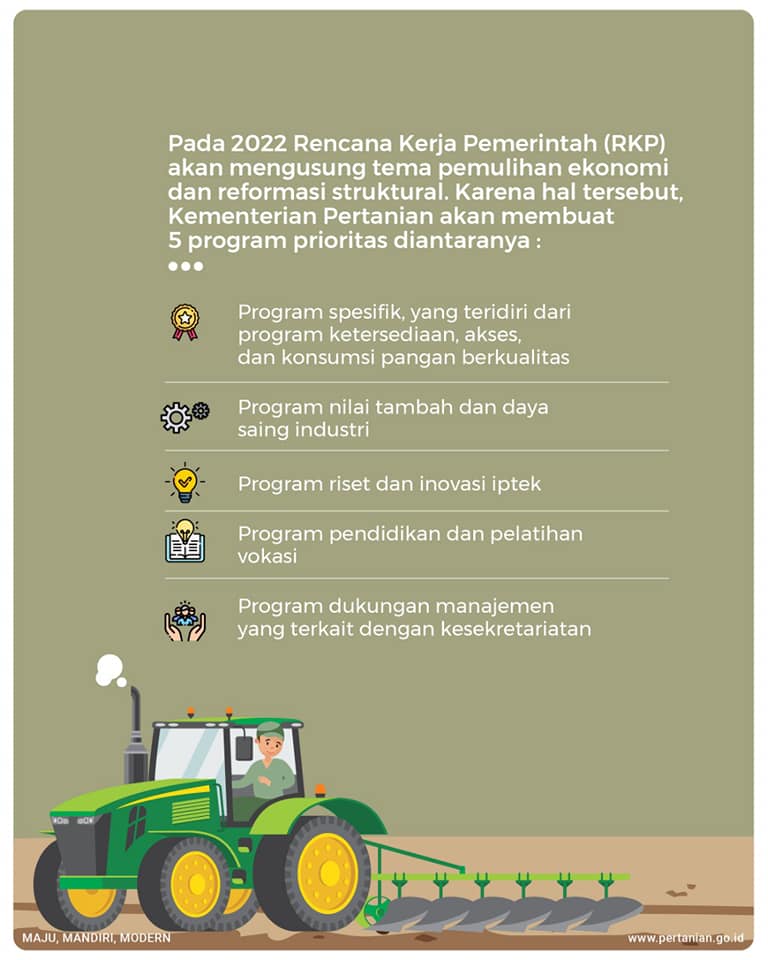 Pada 2022 Rencana Kerja Pemerintah (RKP)
akan mengusung tema pemulihan ekonomi
dan reformasi struktural. Karena hal tersebut,
Kementerian Pertanian akan membuat
5 program prioritas diantaranya :
Program spesifik, yang teridiri dari
program ketersediaan, akses,
dan konsumsi pangan berkualitas
Program nilai tambah dan daya
saing industri
Program riset dan inovasi iptek
Program pendidikan dan pelatihan
vokasi
Program dukungan manajemen
yang terkait dengan kesekretariatan
MAJU, MANDIRI, MODERN
www.pertanian.go.id